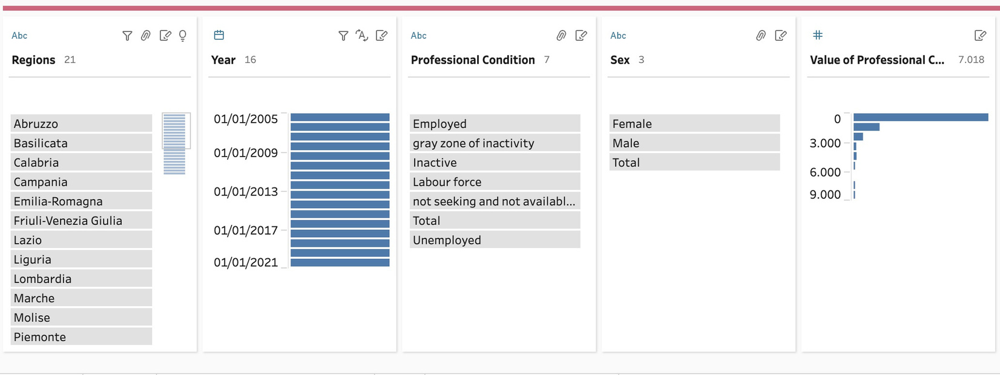 Abc
Regions 21
Abruzzo
Basilicata
Calabria
Campania
Emilia-Romagna
Friuli-Venezia Giulia
Lazio
Liguria
Lombardia
Marche
Molise
Piemonte
Year 16
01/01/2005
01/01/2009
01/01/2013
01/01/2017
01/01/2021
Abc
Professional Condition 7
Employed
gray zone of inactivity
Inactive
Labour force
not seeking and not availabl...
Total
Unemployed
Abc
Sex 3
Female
Male
Total
#
Value of Professional C... 7.018
0
3.000
6.000
9.000